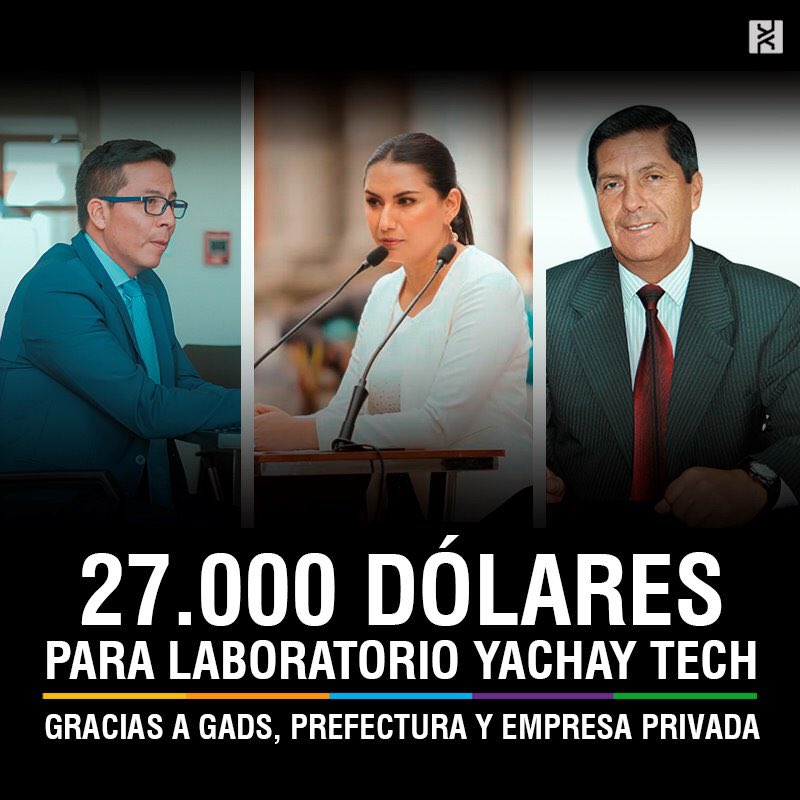 27.000 DÓLARES
PARA LABORATORIO YACHAY TECH
GRACIAS A GADS, PREFECTURA Y EMPRESA PRIVADA